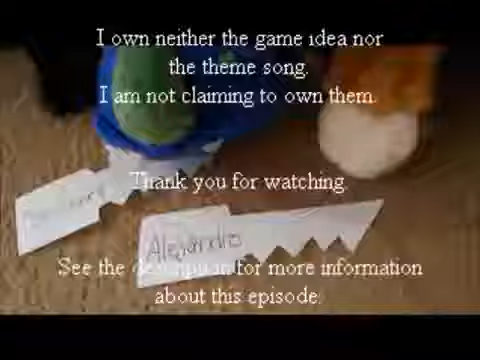 I own neither the game idea nor
the theme song.
I am not claiming to own them.
Thank you for watching.
Alejandro
See the description for more information
about this episode.